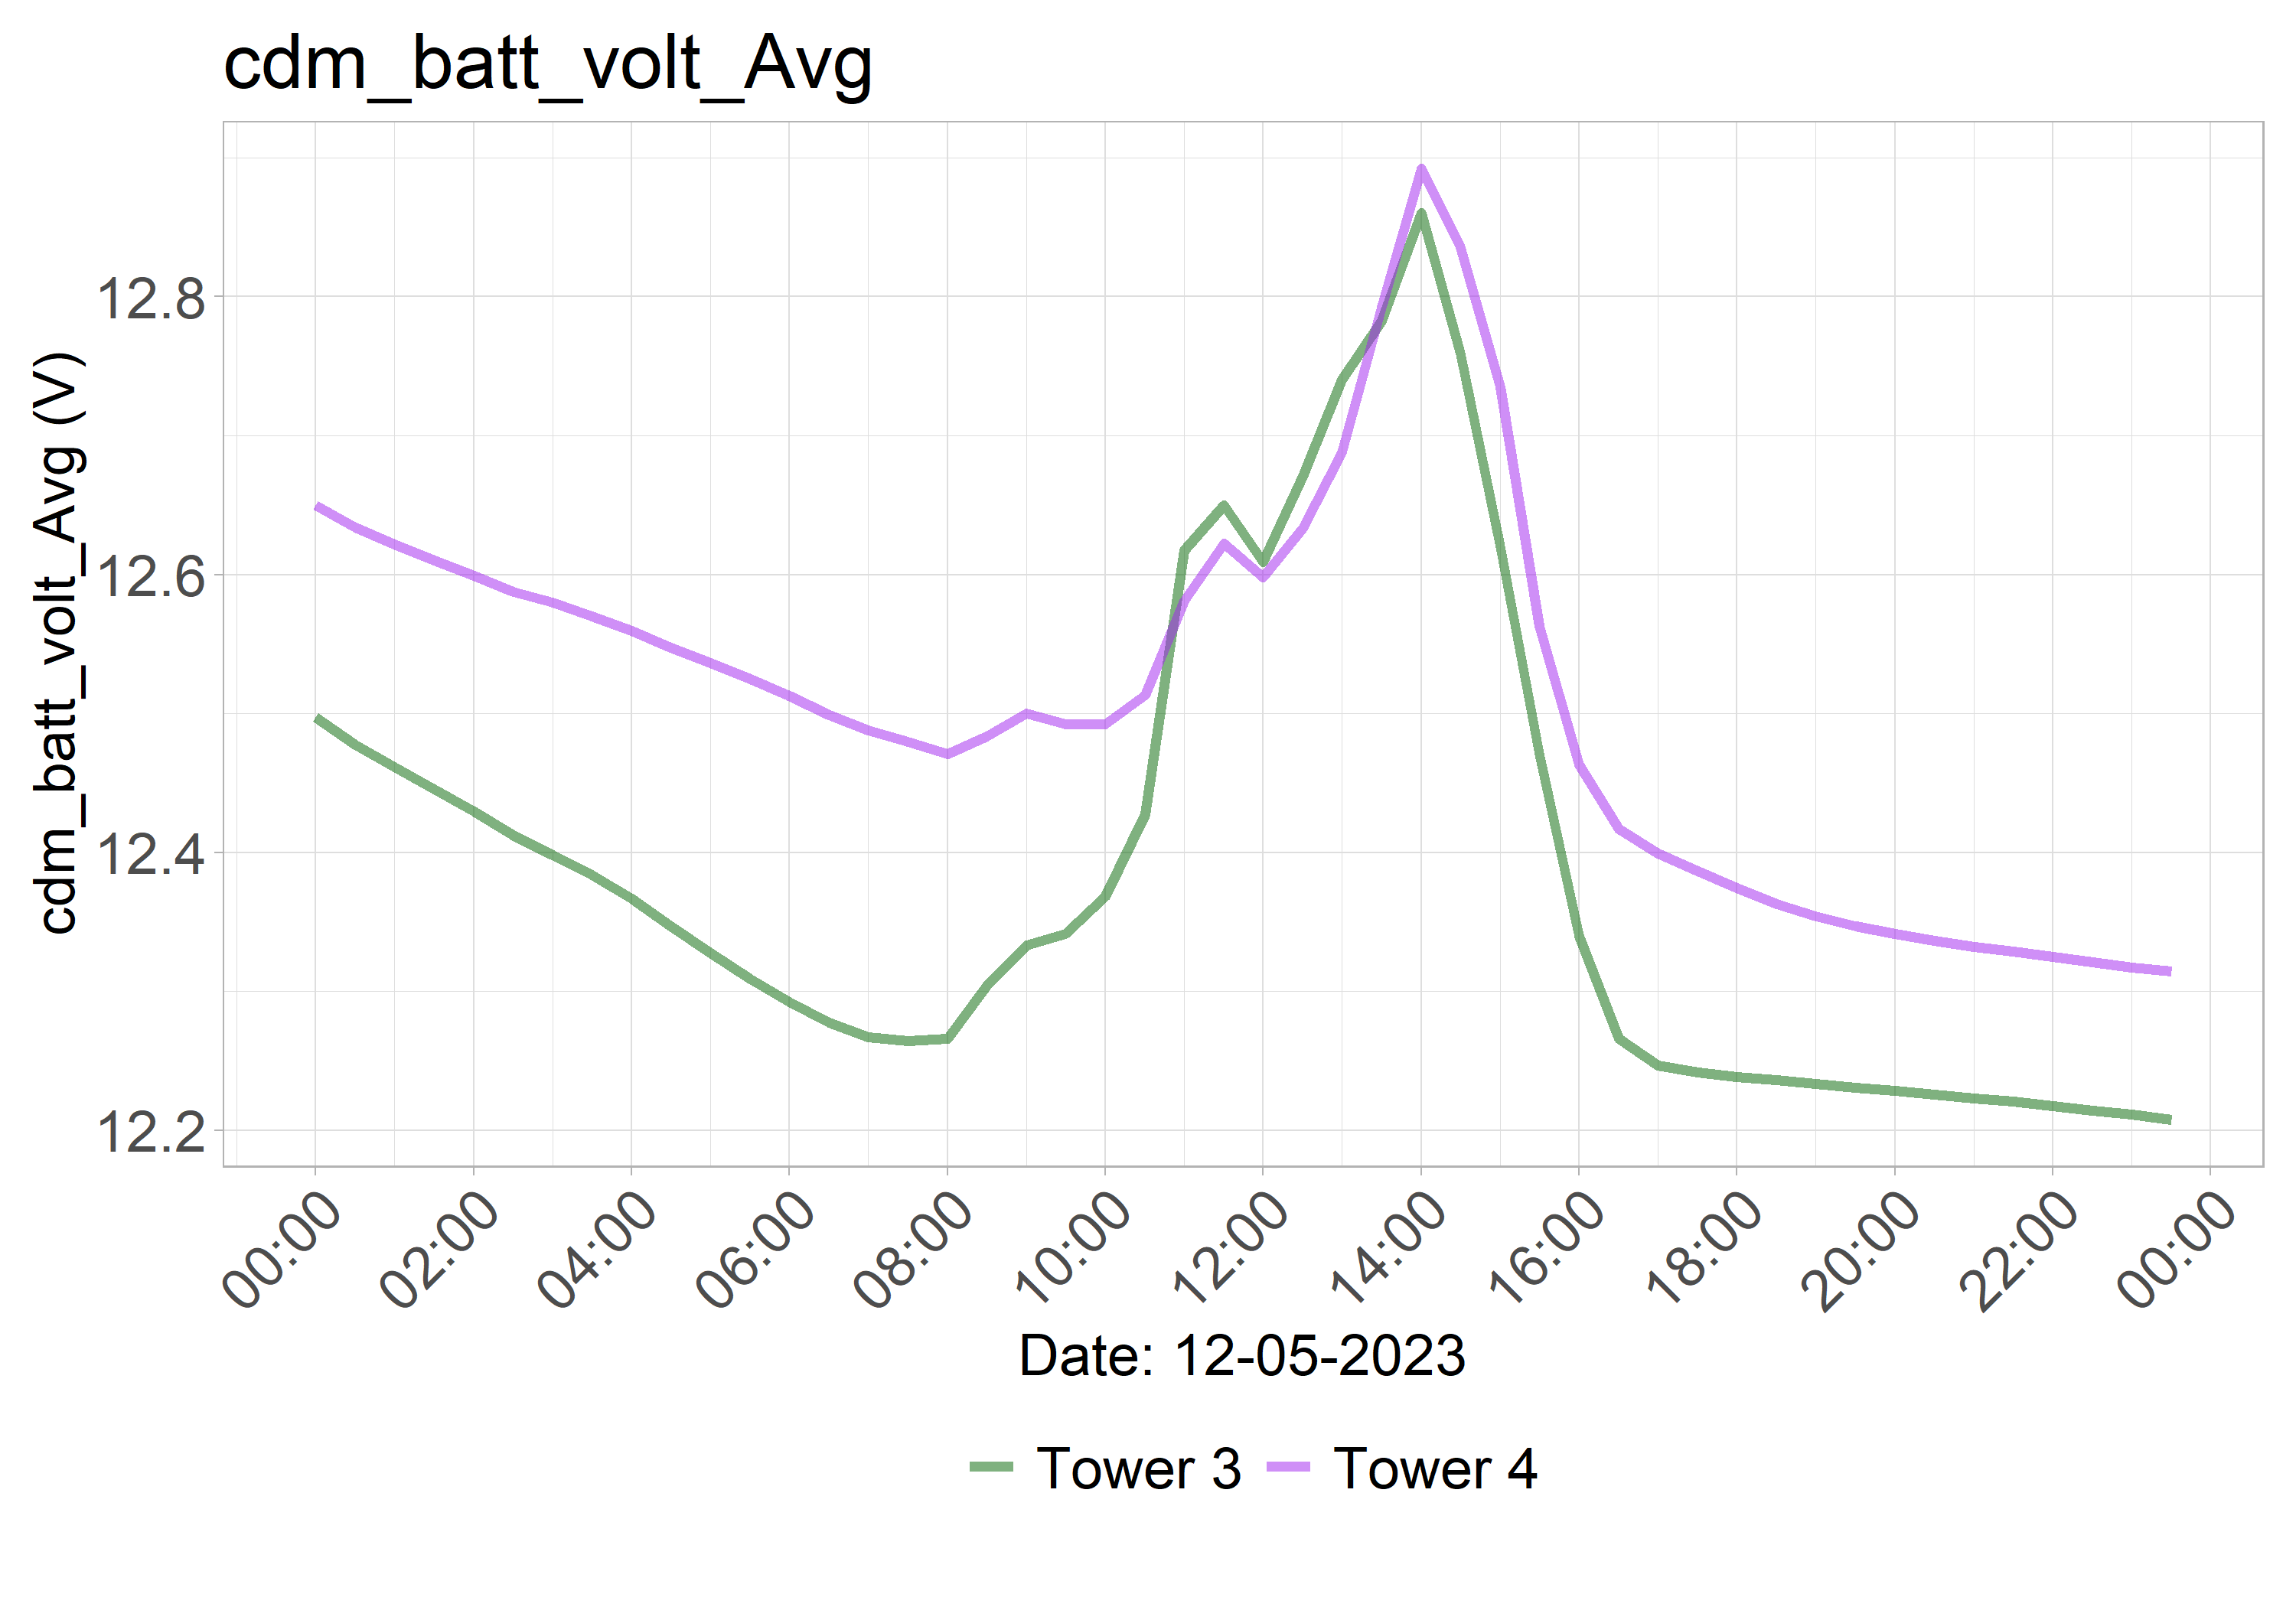 cdm_batt_volt_Avg
cdm_batt_volt_Avg (V)
12.8
12.6
12.4
12.2
00:00 02:00 04:00 06:00 08:00 10:00 12:00 14:00 16:00 18:00 20:00 22:00 00:00
Date: 12-05-2023
Tower 3 Tower 4